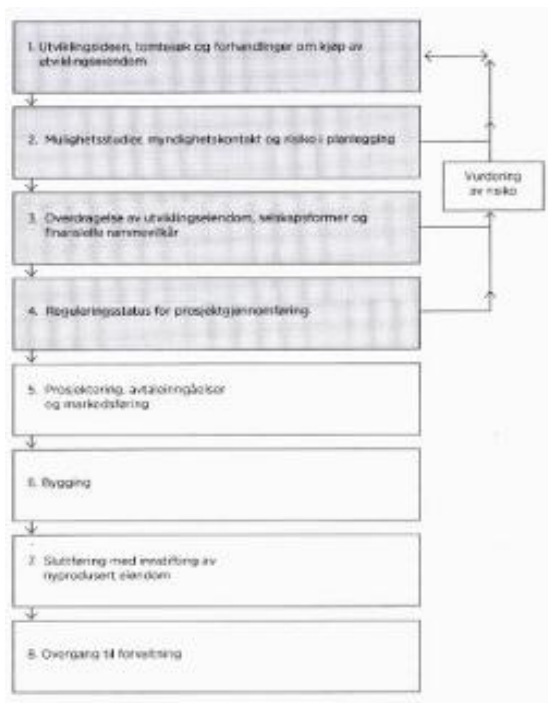 1. Utviklingsideen, tomtesøk og forhandlinger om kjøp av
utviklingseiendom
2. Mulighetsstudier, myndighetskontakt og risiko i planlegging
Vurdering
av risiko
3. Overdragelse av utviklingseiendom, selskapsformer og
finansielle rammevilkår
4. Reguleringsstatus for prosjektgjennomføring
5. Prosjektering, avtaleinngåelser
og markedsføring
6. Bygging
7. Sluttføring med innstifting av
nyprodusert eiendom
8. Overgang til forvaltning